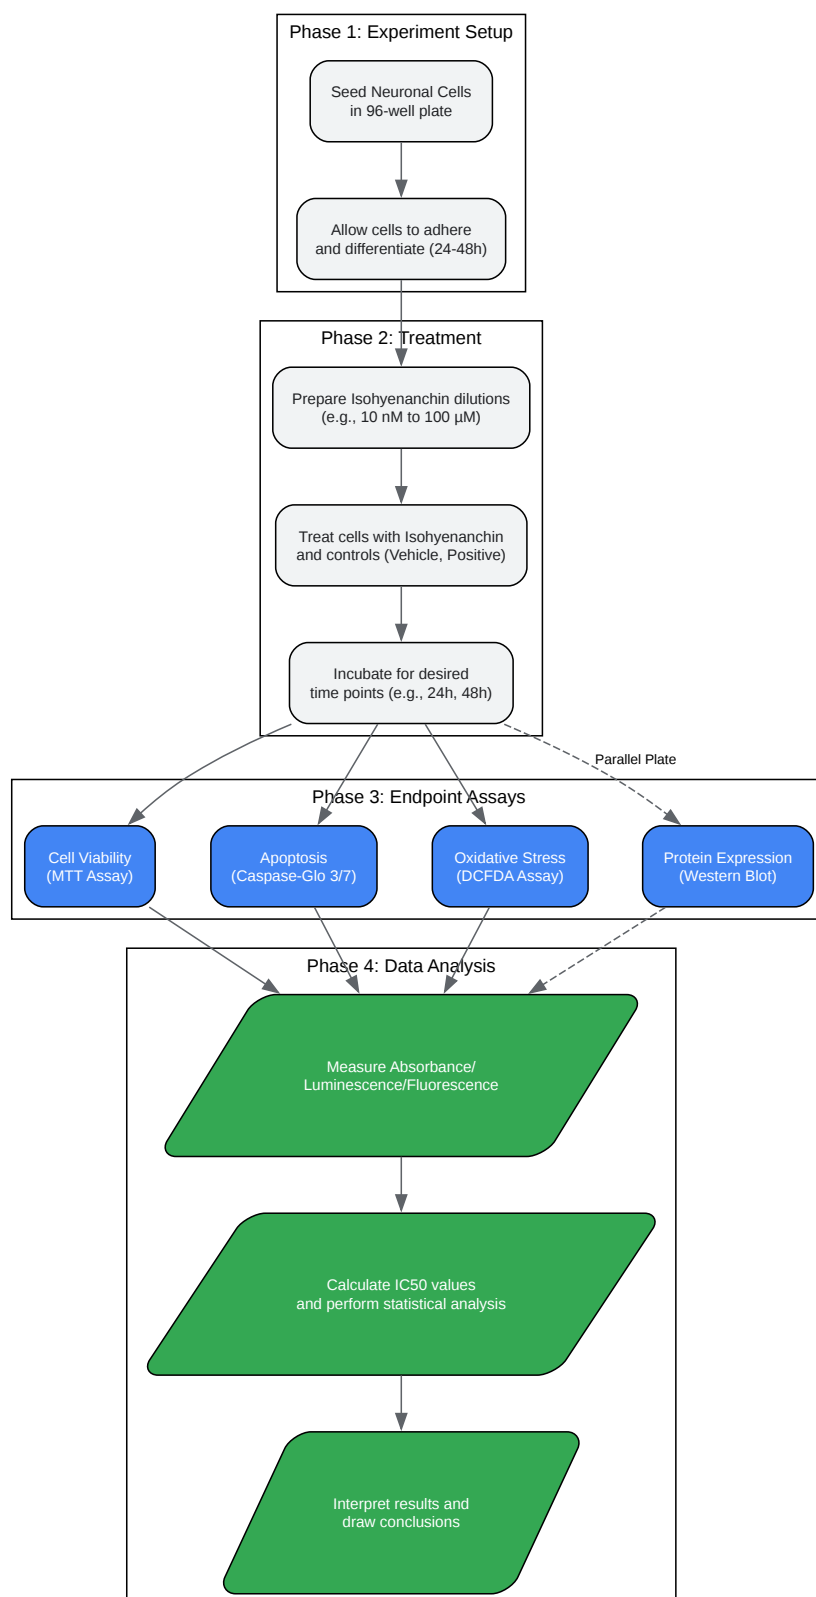 Phase 1: Experiment Setup
Seed Neuronal Cells
in 96-well plate
Allow cells to adhere
and differentiate (24-48h)
Phase 2: Treatment
Prepare Isohyenanchin dilutions
(e.g., 10 nM to 100 µM)
Treat cells with Isohyenanchin
and controls (Vehicle, Positive)
Incubate for desired
time points (e.g., 24h, 48h)
Parallel Plate
Phase 3: Endpoint Assays
Cell Viability
(MTT Assay)
Apoptosis
(Caspase-Glo 3/7)
Oxidative Stress
(DCFDA Assay)
Protein Expression
(Western Blot)
Phase 4: Data Analysis
Measure Absorbance/
Luminescence/Fluorescence
Calculate IC50 values
and perform statistical analysis
Interpret results and
draw conclusions